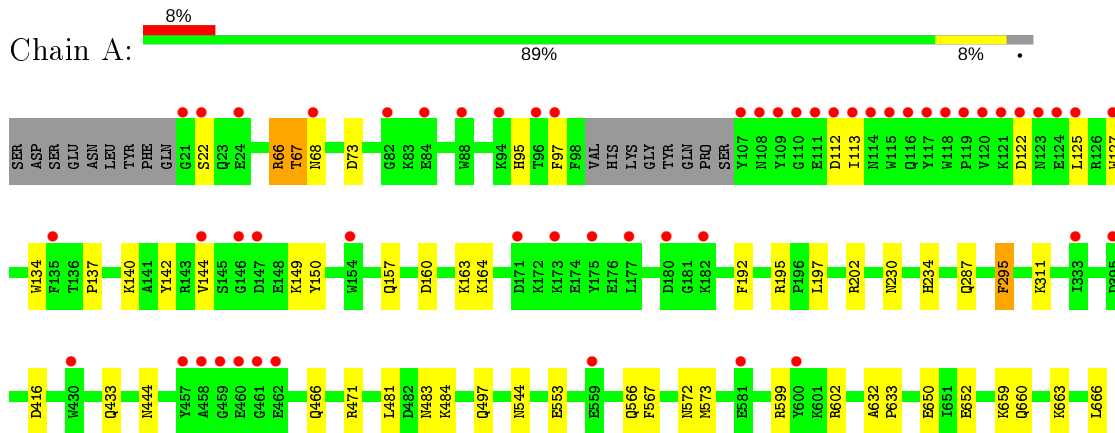 8%
Chain A:
89%
8%
SER ASP SER GLU ASN LEU TYR PHE GLN G21 S22 Q23 E24 R66 T67 N68 D73 G82 K83 E84 W88 K94 H95 T96 F97 F98 VAL HIS LYS GLY TYR GLN PRO SER Y107 N108 Y109 G110 E111 D112 I113 N114 W115 Q116 Y117 W118 P119 V120 K121 D122 N123 E124 L125 R126 W127
W134 F135 T136 P137 K140 A141 Y142 R143 V144 S145 G146 D147 E148 K149 Y150 W154 Q157 D160 K163 K164 D171 K172 K173 E174 Y175 E176 L177 D180 G181 K182 F192 R195 P196 L197 R202 N230 H234 Q287 F295 K311 I333
D416 W430 Q433 N444 Y457 A458 G459 E460 G461 E462 Q466 R471 L481 D482 N483 K484 Q497 N544 E553 E559 Q566 F567 N572 M573 E581 R599 Y600 K601 R602 A632 P633 E650 I651 E652 K659 Q660 K663 L666